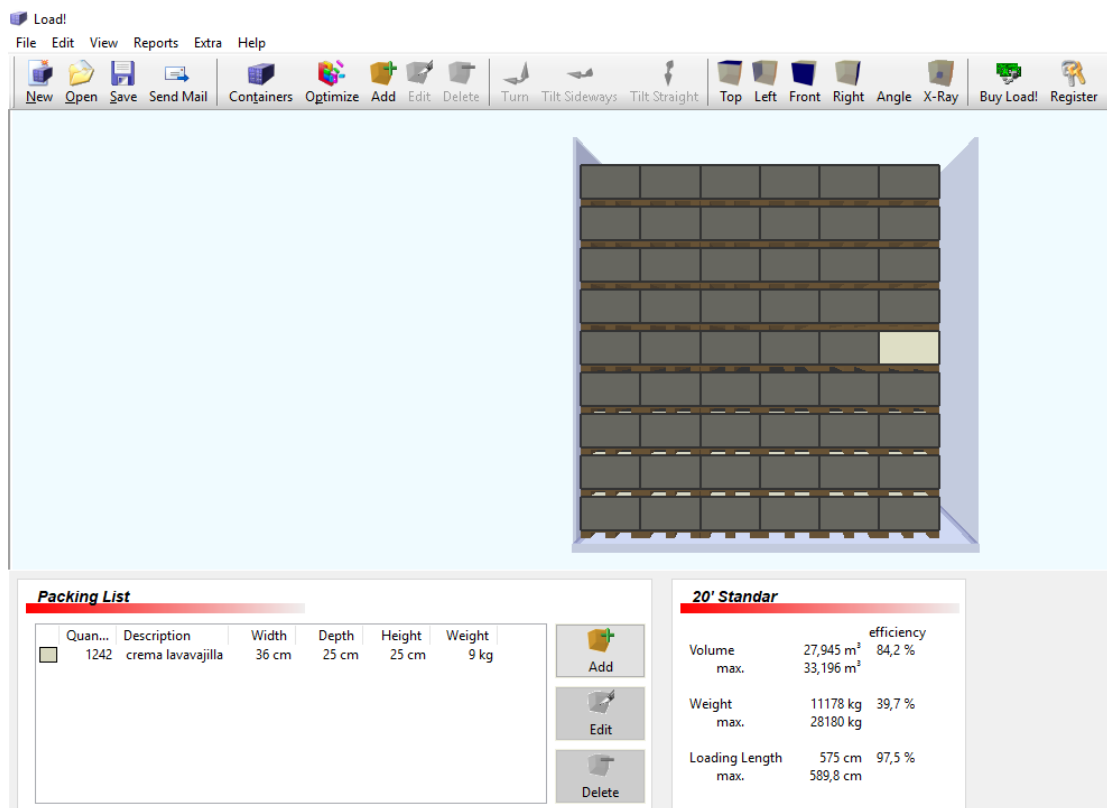 Load!
File Edit View Reports Extra Help
New Open Save Send Mail Containers Optimize Add Edit Delete Turn Tilt Sideways Tilt Straight Top Left Front Right Angle X-Ray Buy Load! Register
Packing List
Quan... Description Width Depth Height Weight
1242 crema lavavajilla 36 cm 25 cm 25 cm 9 kg
Add
Edit
Delete
20' Standar
efficiency
Volume 27,945 m³ 84,2 %
max. 33,196 m³
Weight 11178 kg 39,7 %
max. 28180 kg
Loading Length 575 cm 97,5 %
max. 589,8 cm